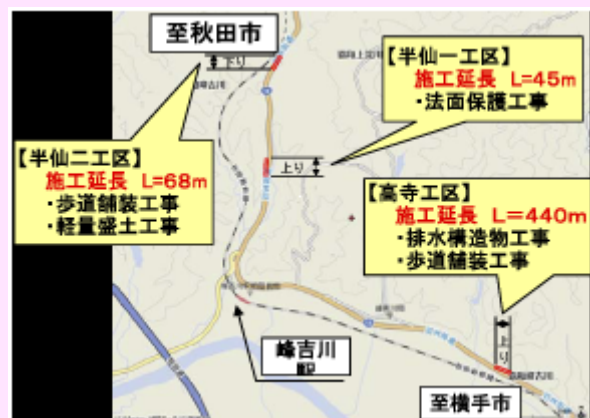 至秋田市
下り
【半仙一工区】
施工延長 L=45m
・法面保護工事
【半仙二工区】
施工延長 L=68m
・歩道舗装工事
・軽量盛土工事
上り
【高寺工区】
施工延長 L=440m
・排水構造物工事
・歩道舗装工事
上り
峰吉川
駅
至横手市